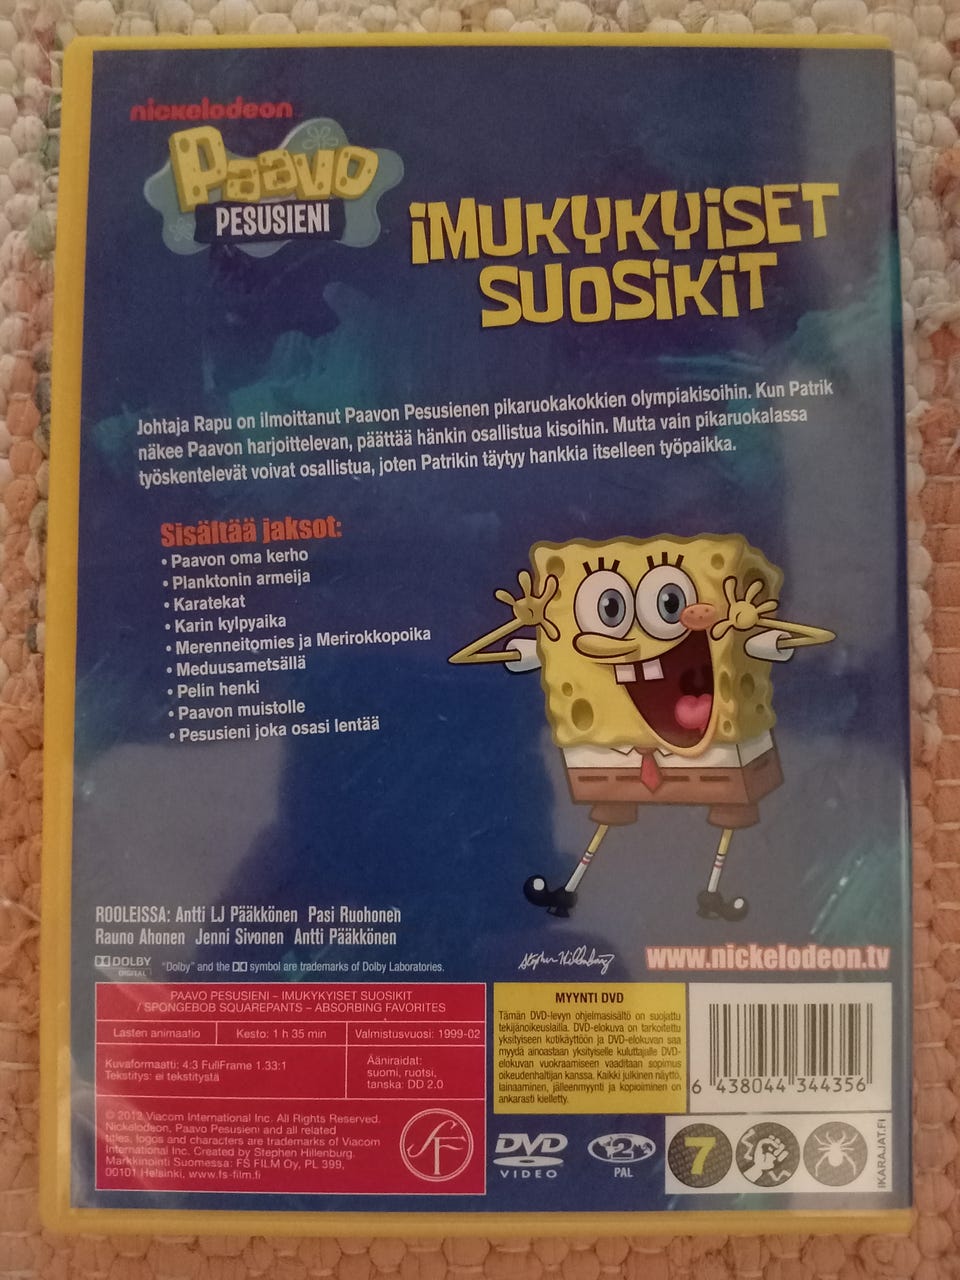 nickelodeon
Paavo
PESUSIENI
iMUKYKYiSET
SUOSiKiT
Johtaja Rapu on ilmoittanut Paavon Pesusienen pikaruokakokkien olympiakisoihin. Kun Patrik
näkee Paavon harjoittelevan, päättää hänkin osallistua kisoihin. Mutta vain pikaruokalassa
työskentelevät voivat osallistua, joten Patrikin täytyy hankkia itselleen työpaikka.
Sisältää jaksot:
• Paavon oma kerho
• Planktonin armeija
• Karatekat
• Karin kylpyaika
• Merenneitomies ja Merirokkopoika
• Meduusametsällä
• Pelin henki
• Paavon muistolle
• Pesusieni joka osasi lentää
ROOLEISSA: Antti LJ Pääkkönen Pasi Ruohonen
Rauno Ahonen Jenni Sivonen Antti Pääkkönen
DOLBY
DIGITAL
"Dolby" and the DD symbol are trademarks of Dolby Laboratories.
Stephen Hillenburg
www.nickelodeon.tv
PAAVO PESUSIENI – IMUKYKYISET SUOSIKIT
/ SPONGEBOB SQUAREPANTS – ABSORBING FAVORITES
Lasten animaatio
Kesto: 1 h 35 min
Valmistusvuosi: 1999-02
Kuvaformaatti: 4:3 FullFrame 1.33:1
Tekstitys: ei tekstitystä
Ääniraidat:
suomi, ruotsi,
tanska: DD 2.0
© 2012 Viacom International Inc. All Rights Reserved.
Nickelodeon, Paavo Pesusieni and all related
titles, logos and characters are trademarks of Viacom
International Inc. Created by Stephen Hillenburg.
Markkinointi Suomessa: FS FILM Oy, PL 399,
00101 Helsinki, www.fs-film.fi
SF
MYYNTI DVD
Tämän DVD-levyn ohjelmasisältö on suojattu
tekijänoikeuslailla. DVD-elokuva on tarkoitettu
yksityiseen kotikäyttöön ja DVD-elokuvan saa
myydä ainoastaan yksityiselle kuluttajalle DVD-
elokuvan vuokraamiseen vaaditaan sopimus
oikeudenhaltijan kanssa. Kaikki julkinen näyttö,
lainaaminen, jälleenmyynti ja kopioiminen on
ankarasti kielletty.
6 438044 344356
DVD
VIDEO
2
PAL
7
IKARAJAT.FI